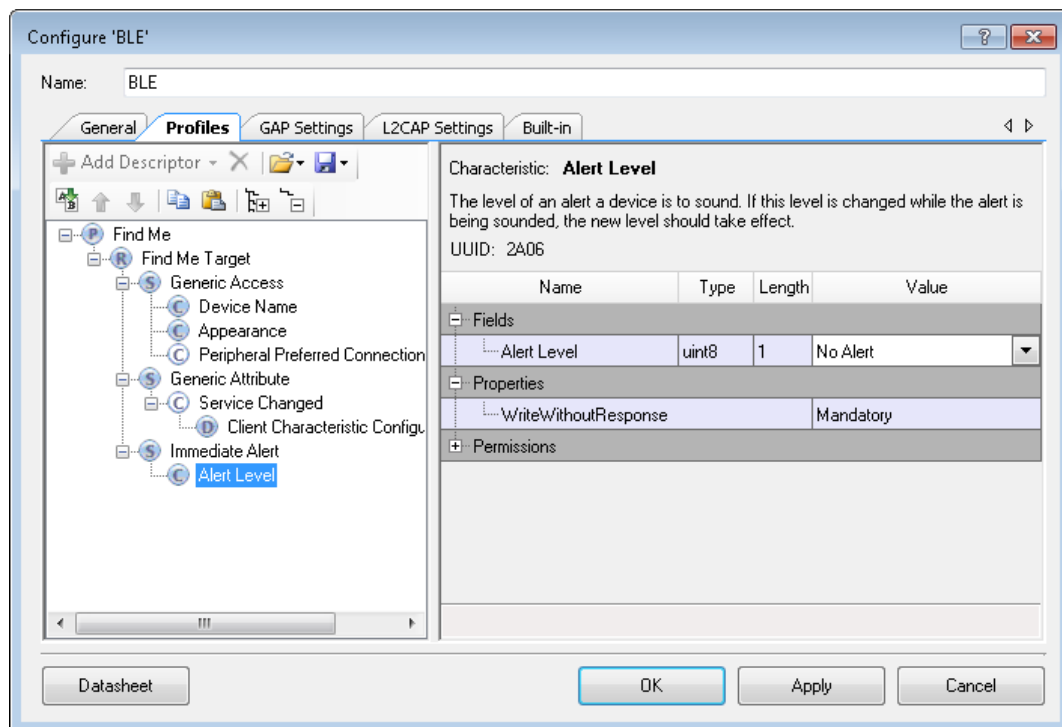 Configure 'BLE'
Name: BLE
General Profiles GAP Settings L2CAP Settings Built-in
Add Descriptor
Find Me
Find Me Target
Generic Access
Device Name
Appearance
Peripheral Preferred Connection
Generic Attribute
Service Changed
Client Characteristic Configu
Immediate Alert
Alert Level
Characteristic: Alert Level
The level of an alert a device is to sound. If this level is changed while the alert is
being sounded, the new level should take effect.
UUID: 2A06
Name Type Length Value
Fields
Alert Level uint8 1 No Alert
Properties
WriteWithoutResponse Mandatory
Permissions
Datasheet OK Apply Cancel